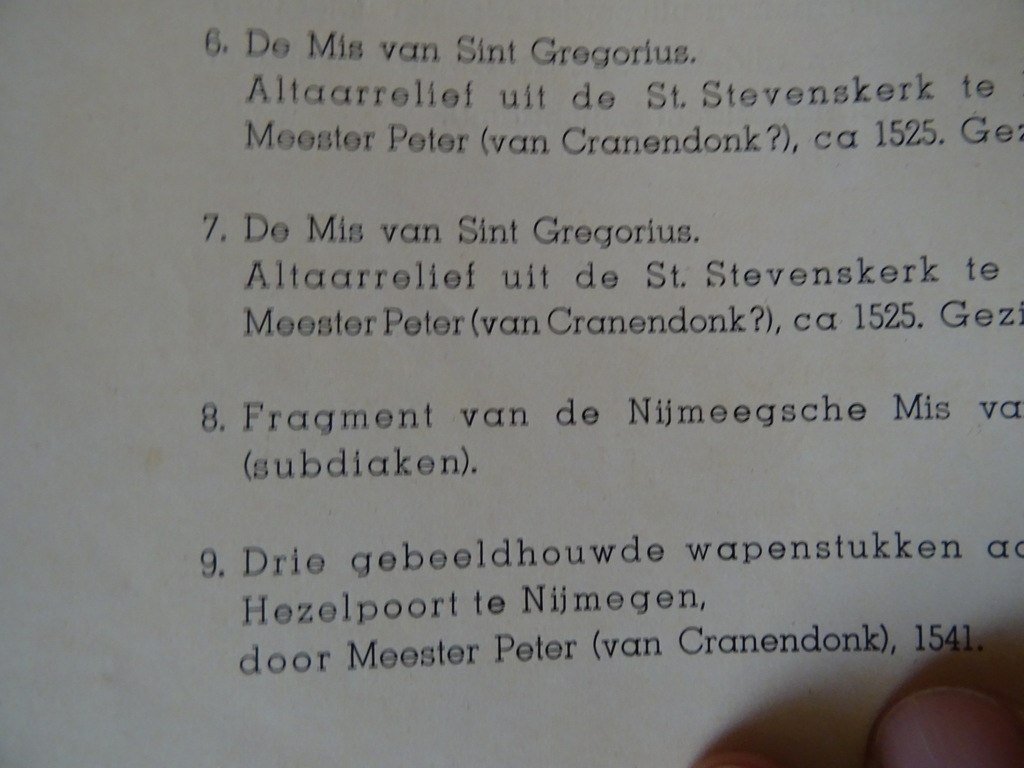 6. De Mis van Sint Gregorius.
Altaarrelief uit de St. Stevenskerk te
Meester Peter (van Cranendonk?), ca 1525.
7. De Mis van Sint Gregorius.
Altaarrelief uit de St. Stevenskerk te
Meester Peter (van Cranendonk?), ca 1525. Gezi
8. Fragment van de Nijmeegsche Mis va
(subdiaken).
9. Drie gebeeldhouwde wapenstukken
Hezelpoort te Nijmegen,
door Meester Peter (van Cranendonk), 1541.